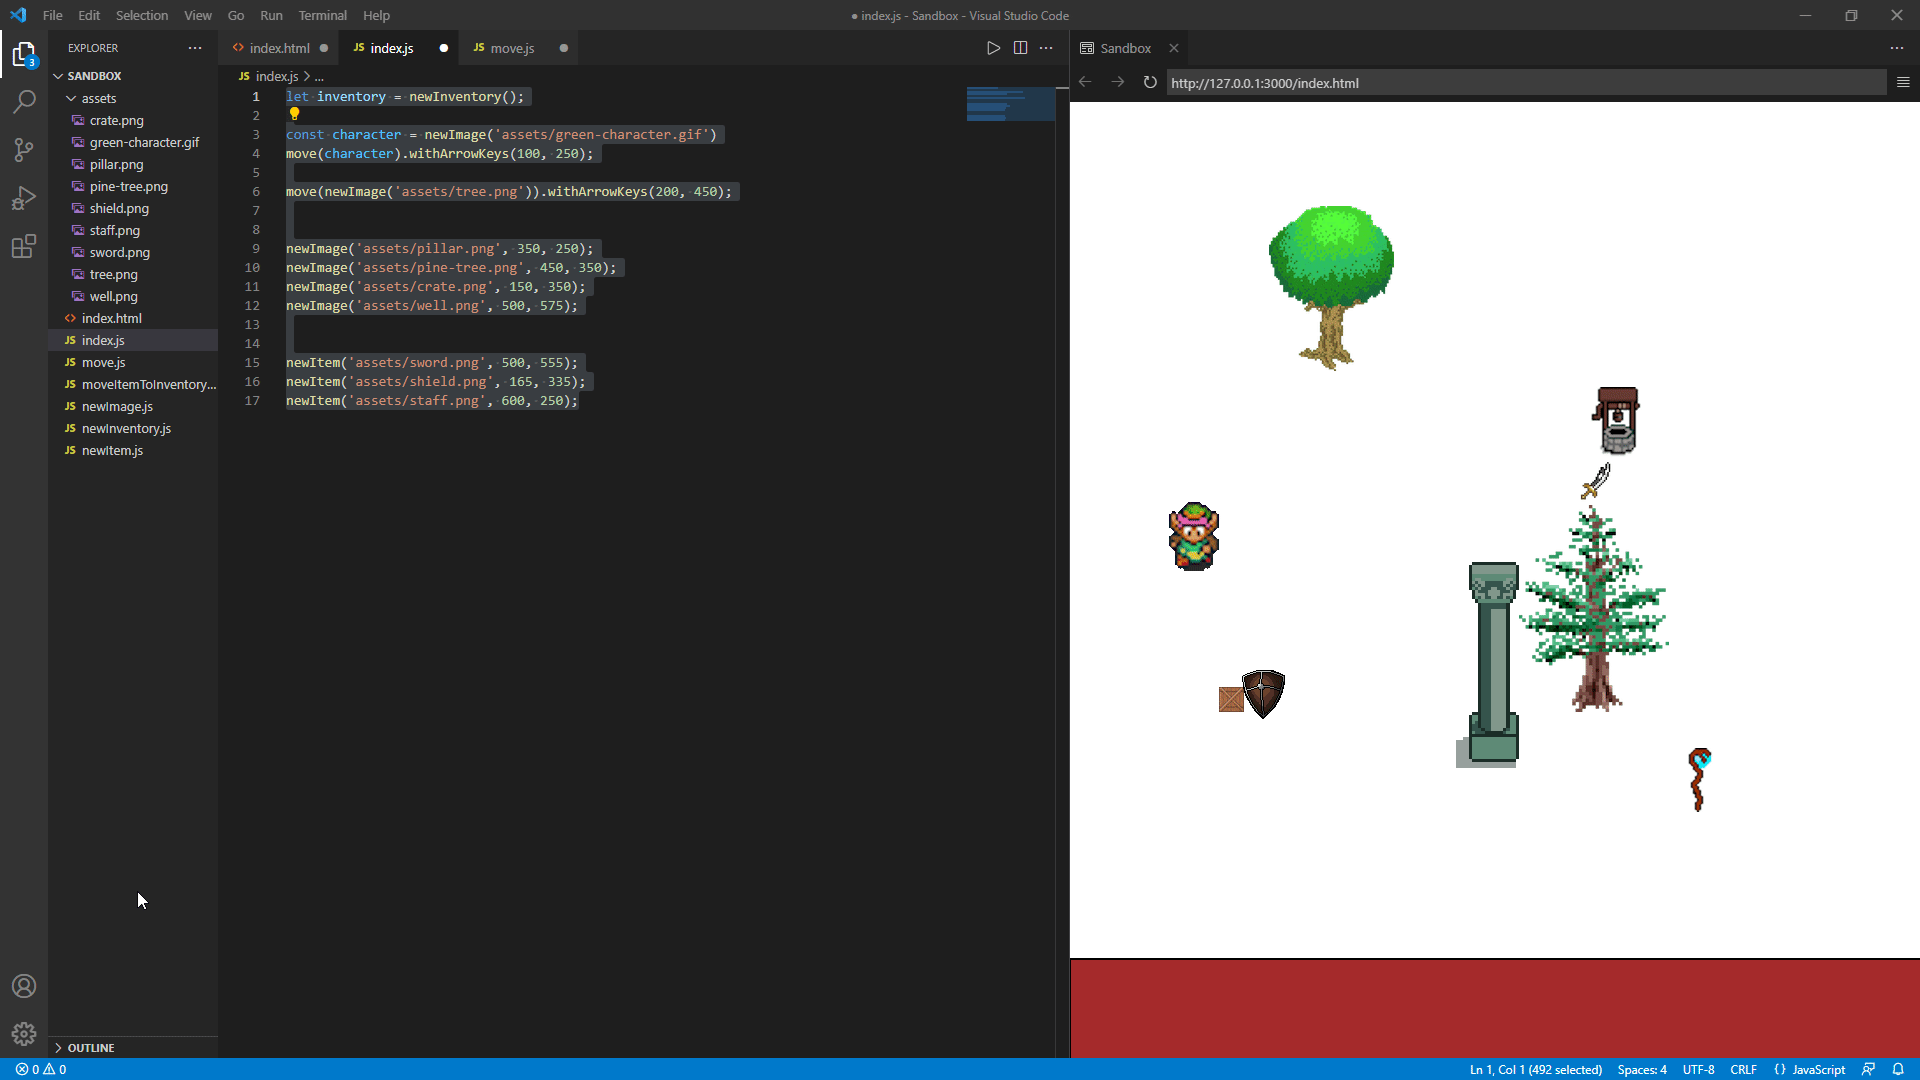 File Edit Selection View Go Run Terminal Help
● index.js - Sandbox - Visual Studio Code
EXPLORER
index.html
JS index.js
JS move.js
Sandbox
SANDBOX
JS index.js > ...
http://127.0.0.1:3000/index.html
assets
crate.png
green-character.gif
pillar.png
pine-tree.png
shield.png
staff.png
sword.png
tree.png
well.png
index.html
JS index.js
JS move.js
JS moveItemToInventory...
JS newImage.js
JS newInventory.js
JS newItem.js
3
1 let inventory = newInventory();
2
3 const character = newImage('assets/green-character.gif')
4 move(character).withArrowKeys(100, 250);
5
6 move(newImage('assets/tree.png')).withArrowKeys(200, 450);
7
8
9 newImage('assets/pillar.png', 350, 250);
10 newImage('assets/pine-tree.png', 450, 350);
11 newImage('assets/crate.png', 150, 350);
12 newImage('assets/well.png', 500, 575);
13
14
15 newItem('assets/sword.png', 500, 555);
16 newItem('assets/shield.png', 165, 335);
17 newItem('assets/staff.png', 600, 250);
OUTLINE
0 0
Ln 1, Col 1 (492 selected) Spaces: 4 UTF-8 CRLF {} JavaScript